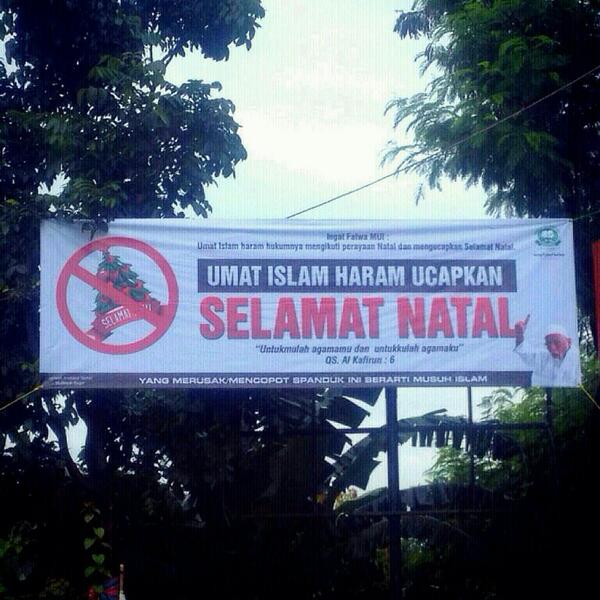 Ingat Fatwa MUI :
Umat Islam haram hukumnya mengikuti perayaan Natal dan mengucapkan Selamat Natal.
UMAT ISLAM HARAM UCAPKAN
SELAMAT NATAL
SELAMAT
"Untukmulah agamamu dan untukkulah agamaku"
QS. Al Kafirun : 6
YANG MERUSAK/MENCOPOT SPANDUK INI BERARTI MUSUH ISLAM